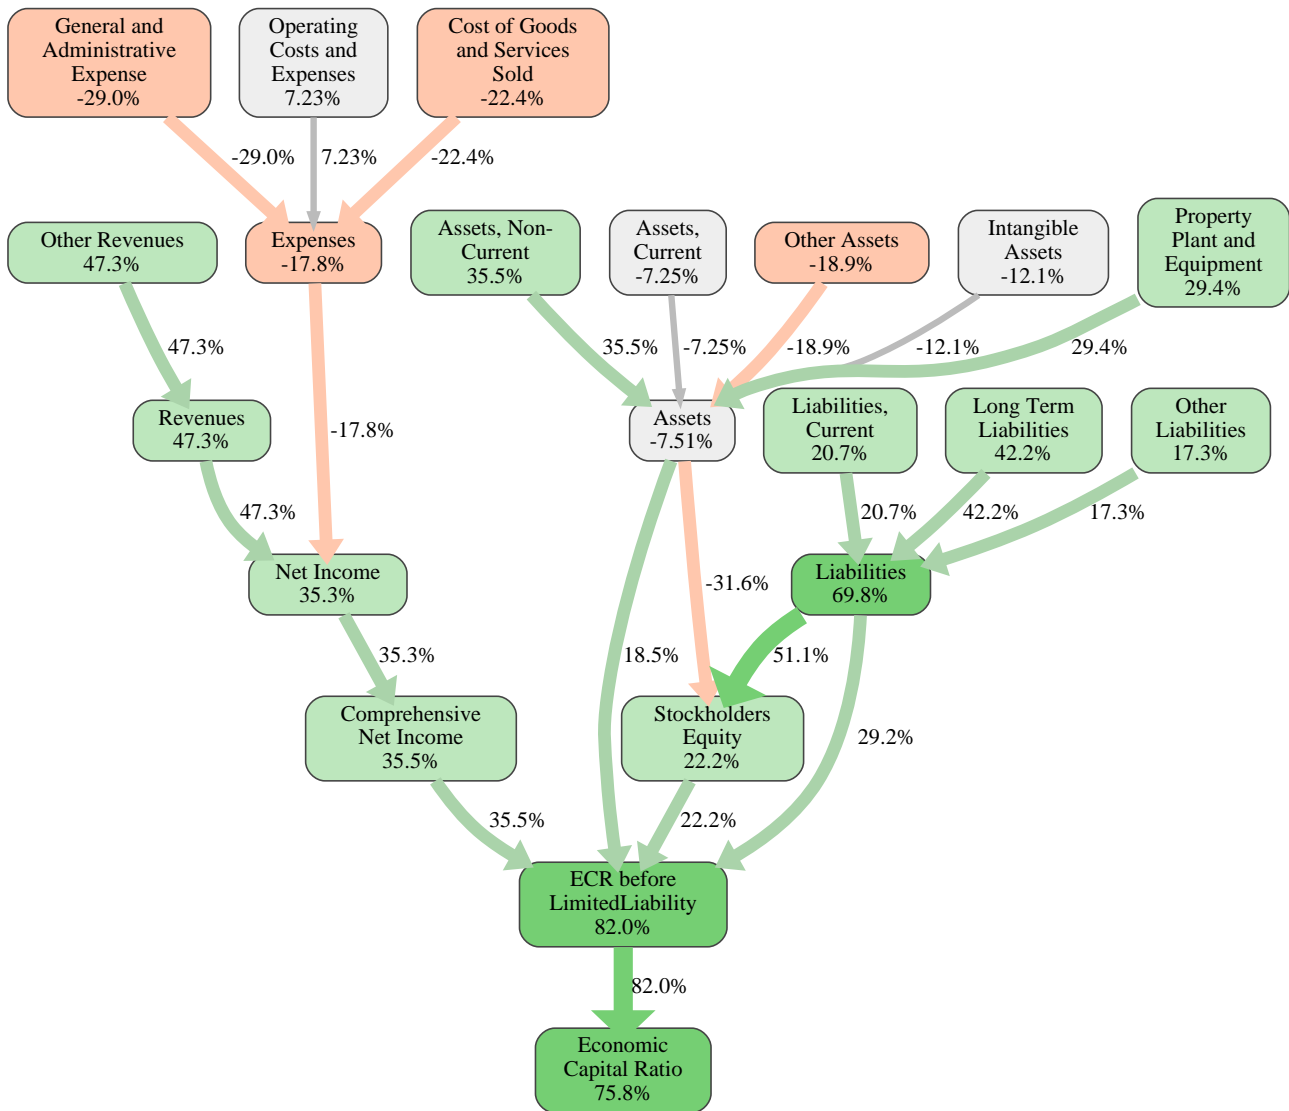 General and
Administrative
Expense
-29.0%
Operating
Costs and
Expenses
7.23%
Cost of Goods
and Services
Sold
-22.4%
-29.0%
7.23%
-22.4%
Other Revenues
47.3%
Expenses
-17.8%
Assets, Non-
Current
35.5%
Assets,
Current
-7.25%
Other Assets
-18.9%
Intangible
Assets
-12.1%
Property
Plant and
Equipment
29.4%
47.3%
35.5%
-7.25%
-18.9%
-12.1%
29.4%
Revenues
47.3%
-17.8%
Assets
-7.51%
Liabilities,
Current
20.7%
Long Term
Liabilities
42.2%
Other
Liabilities
17.3%
47.3%
20.7%
42.2%
17.3%
Net Income
35.3%
-31.6%
Liabilities
69.8%
35.3%
18.5%
51.1%
Comprehensive
Net Income
35.5%
Stockholders
Equity
22.2%
29.2%
35.5%
22.2%
ECR before
LimitedLiability
82.0%
82.0%
Economic
Capital Ratio
75.8%